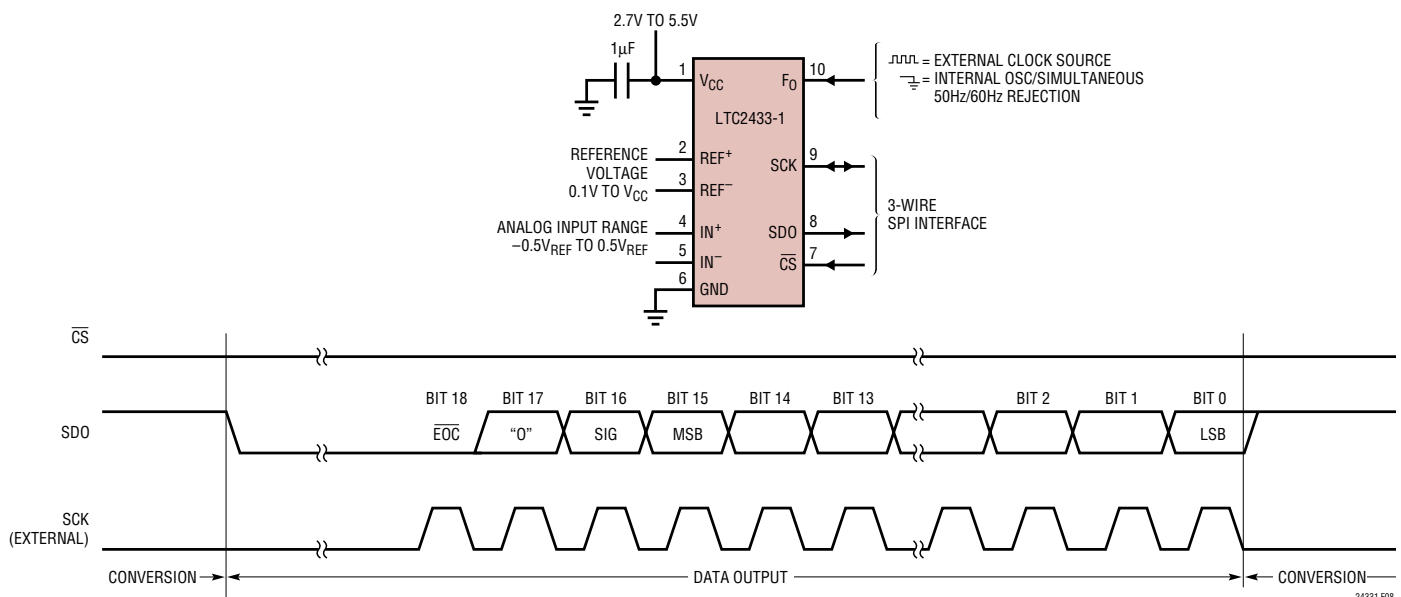 2.7V TO 5.5V
1µF
1
VCC
FO
10
= EXTERNAL CLOCK SOURCE
= INTERNAL OSC/SIMULTANEOUS
50Hz/60Hz REJECTION
LTC2433-1
REFERENCE
VOLTAGE
0.1V TO VCC
2
REF+
3
REF–
SCK
9
3-WIRE
SPI INTERFACE
ANALOG INPUT RANGE
–0.5VREF TO 0.5VREF
4
IN+
5
IN–
SDO
8
CS
7
6
GND
CS
SDO
BIT 18
BIT 17
BIT 16
BIT 15
BIT 14
BIT 13
BIT 2
BIT 1
BIT 0
EOC
“0”
SIG
MSB
LSB
SCK
(EXTERNAL)
CONVERSION
DATA OUTPUT
CONVERSION
24331 F08